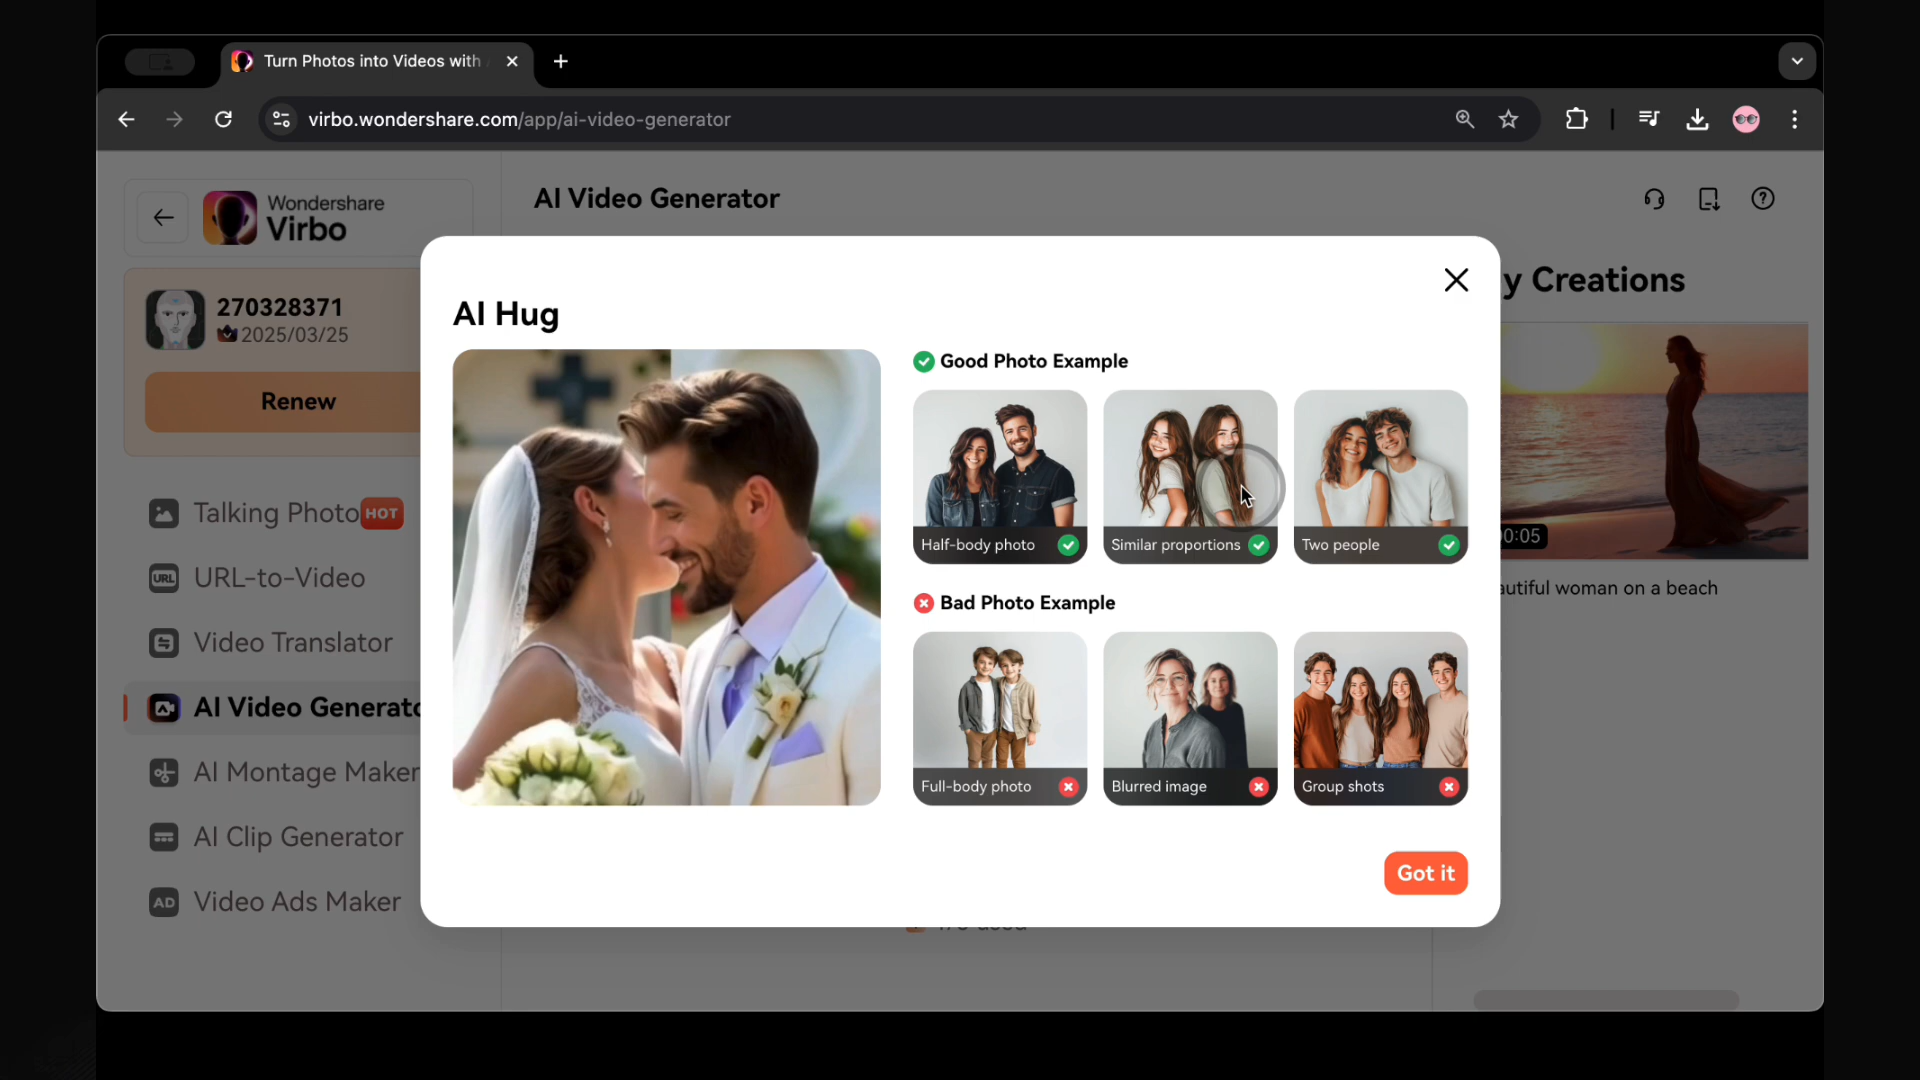 Turn Photos into Videos with
virbo.wondershare.com/app/ai-video-generator
Wondershare
Virbo
AI Video Generator
270328371
2025/03/25
Renew
Talking Photo HOT
URL URL-to-Video
Video Translator
AI Video Generato
AI Montage Maker
AI Clip Generator
AD Video Ads Maker
AI Hug
Good Photo Example
Half-body photo
Similar proportions
Two people
Bad Photo Example
Full-body photo
Blurred image
Group shots
Got it
y Creations
0:05
autiful woman on a beach